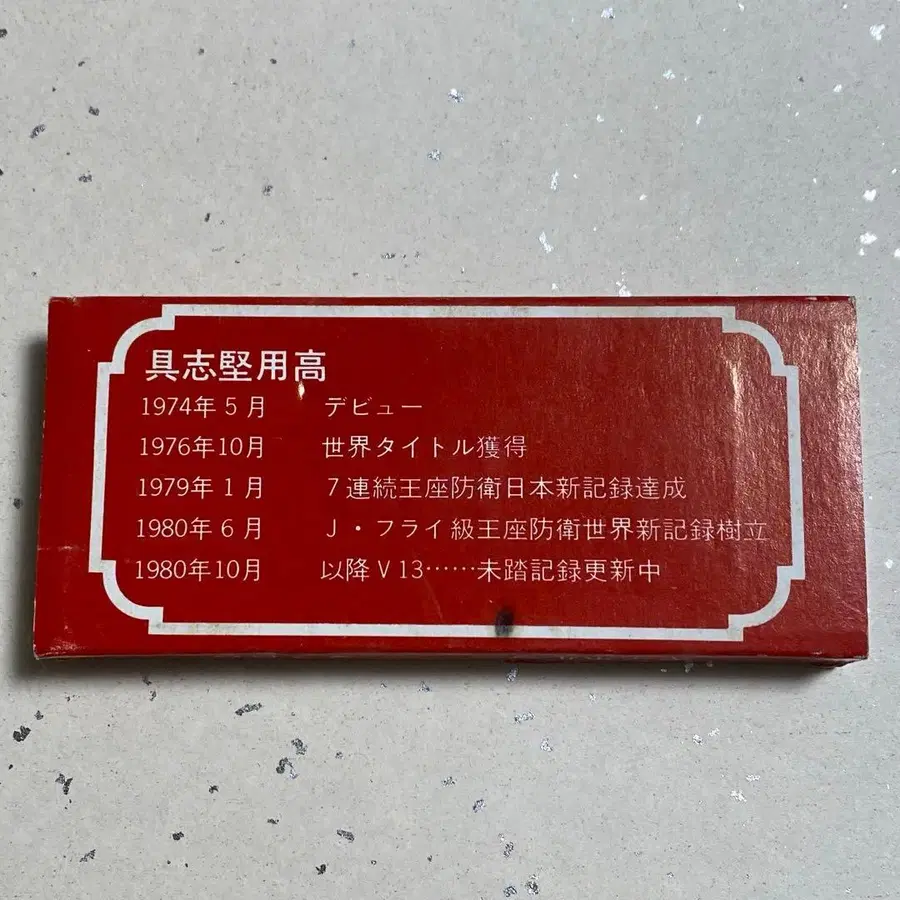 具志堅用高
1974年5月 デビュー
1976年10月 世界タイトル獲得
1979年1月 7連続王座防衛日本新記録達成
1980年6月 J・フライ級王座防衛世界新記録樹立
1980年10月 以降V13……未踏記録更新中